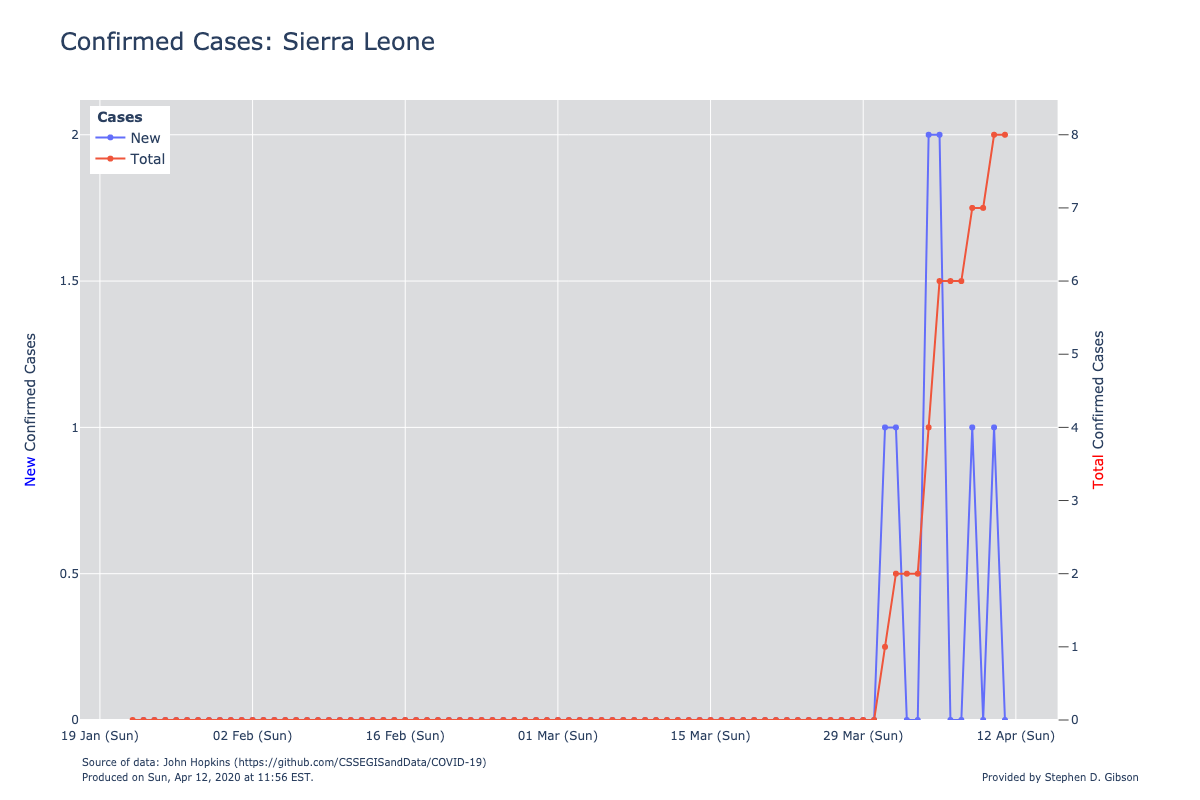 Confirmed Cases: Sierra Leone
Cases
New
Total
2
1.5
1
0.5
0
8
7
6
5
4
3
2
1
0
New Confirmed Cases
Total Confirmed Cases
19 Jan (Sun)
02 Feb (Sun)
16 Feb (Sun)
01 Mar (Sun)
15 Mar (Sun)
29 Mar (Sun)
12 Apr (Sun)
Source of data: John Hopkins (https://github.com/CSSEGISandData/COVID-19)
Produced on Sun, Apr 12, 2020 at 11:56 EST.
Provided by Stephen D. Gibson